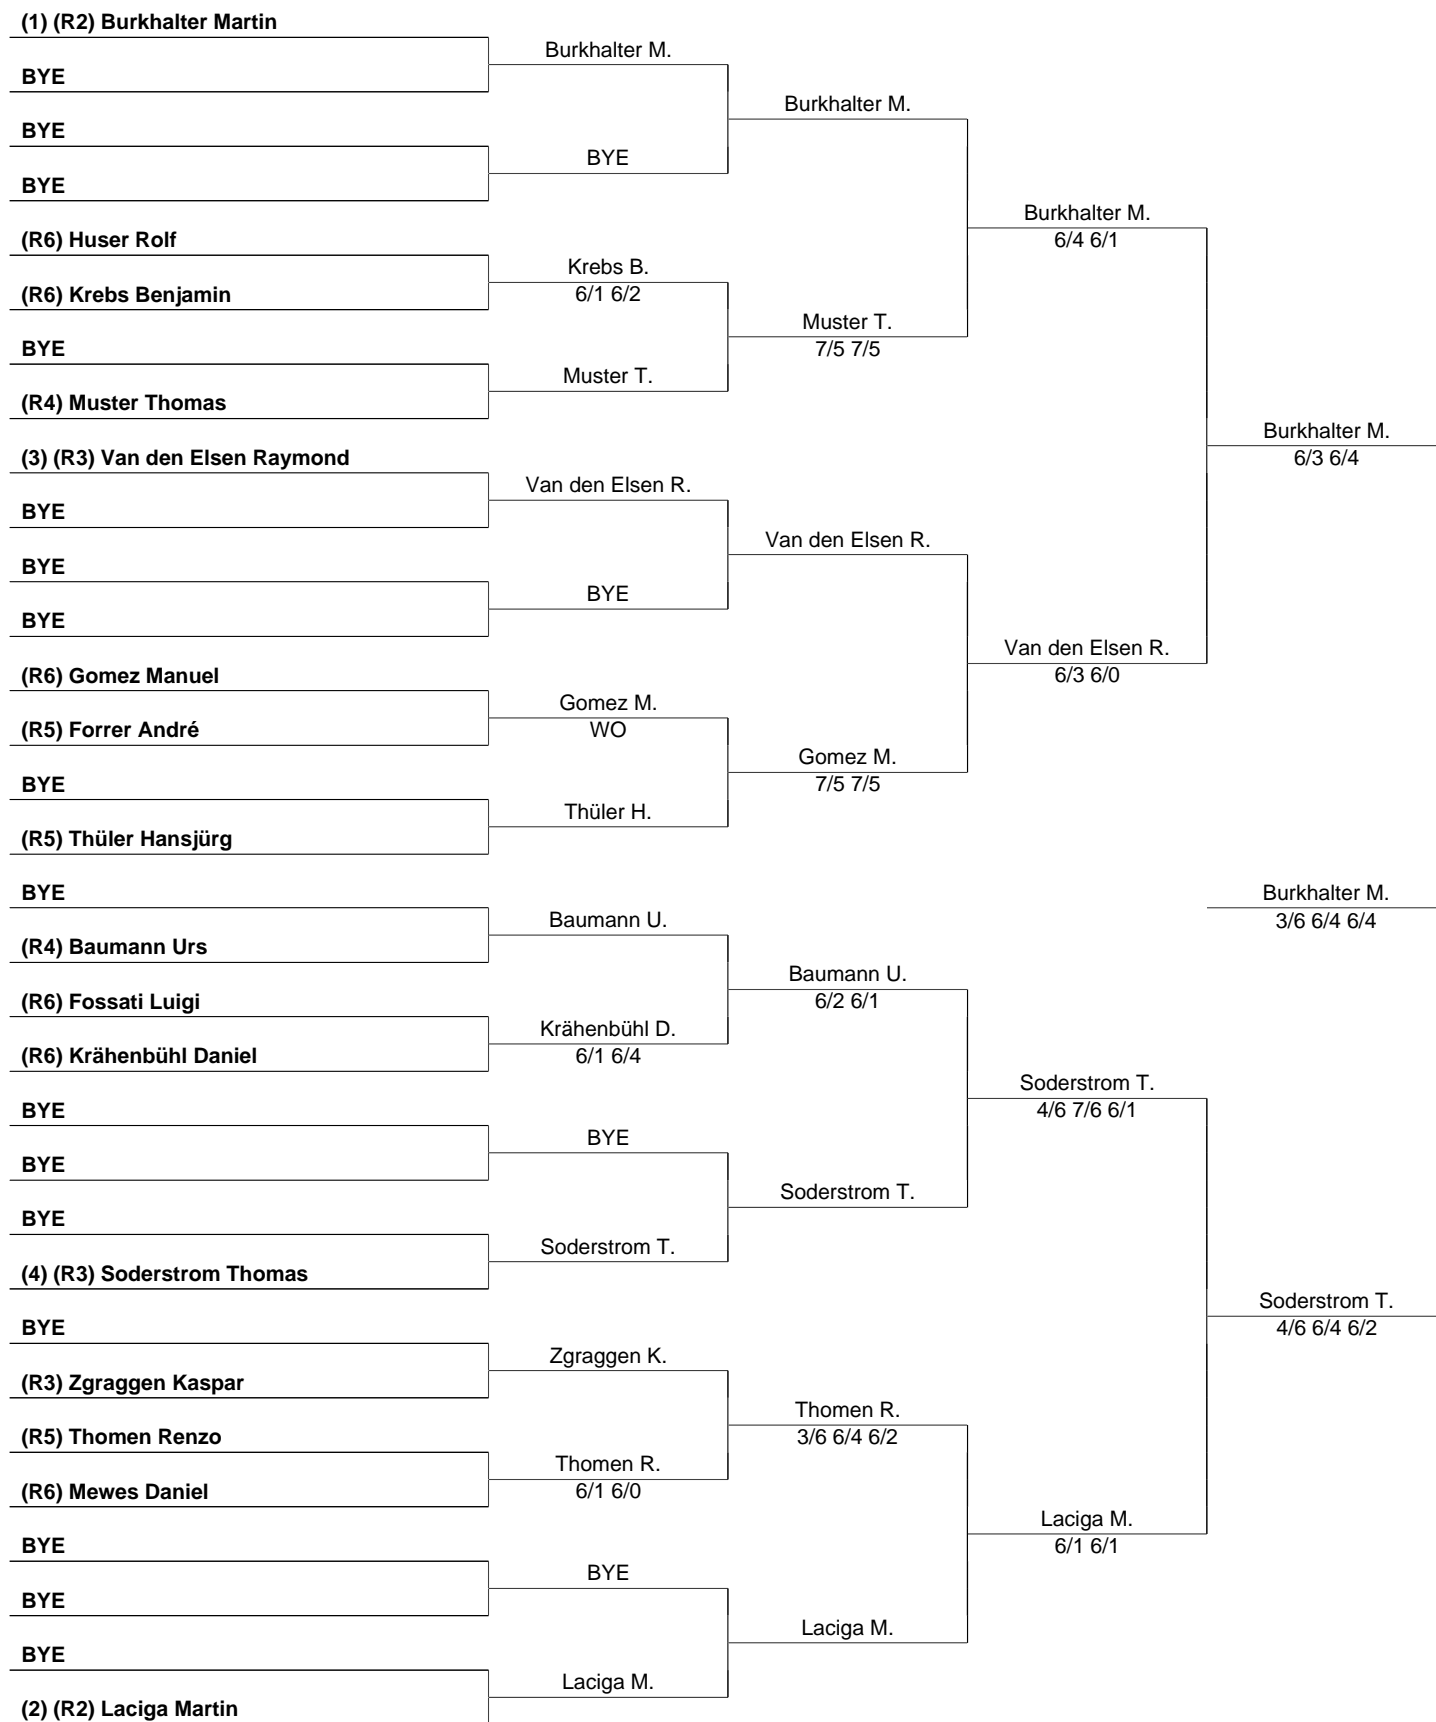 (1) (R2) Burkhalter Martin
Burkhalter M.
BYE
Burkhalter M.
BYE
BYE
BYE
Burkhalter M.
(R6) Huser Rolf
6/4 6/1
Krebs B.
(R6) Krebs Benjamin
6/1 6/2
Muster T.
BYE
7/5 7/5
Muster T.
(R4) Muster Thomas
Burkhalter M.
(3) (R3) Van den Elsen Raymond
6/3 6/4
Van den Elsen R.
BYE
Van den Elsen R.
BYE
BYE
BYE
Van den Elsen R.
(R6) Gomez Manuel
6/3 6/0
Gomez M.
(R5) Forrer André
WO
Gomez M.
BYE
7/5 7/5
Thüler H.
(R5) Thüler Hansjürg
BYE
Burkhalter M.
3/6 6/4 6/4
Baumann U.
(R4) Baumann Urs
Baumann U.
(R6) Fossati Luigi
6/2 6/1
Krähenbühl D.
(R6) Krähenbühl Daniel
6/1 6/4
Soderstrom T.
BYE
4/6 7/6 6/1
BYE
BYE
Soderstrom T.
BYE
Soderstrom T.
(4) (R3) Soderstrom Thomas
Soderstrom T.
BYE
4/6 6/4 6/2
Zgraggen K.
(R3) Zgraggen Kaspar
Thomen R.
(R5) Thomen Renzo
3/6 6/4 6/2
Thomen R.
(R6) Mewes Daniel
6/1 6/0
Laciga M.
BYE
6/1 6/1
BYE
BYE
Laciga M.
BYE
Laciga M.
(2) (R2) Laciga Martin